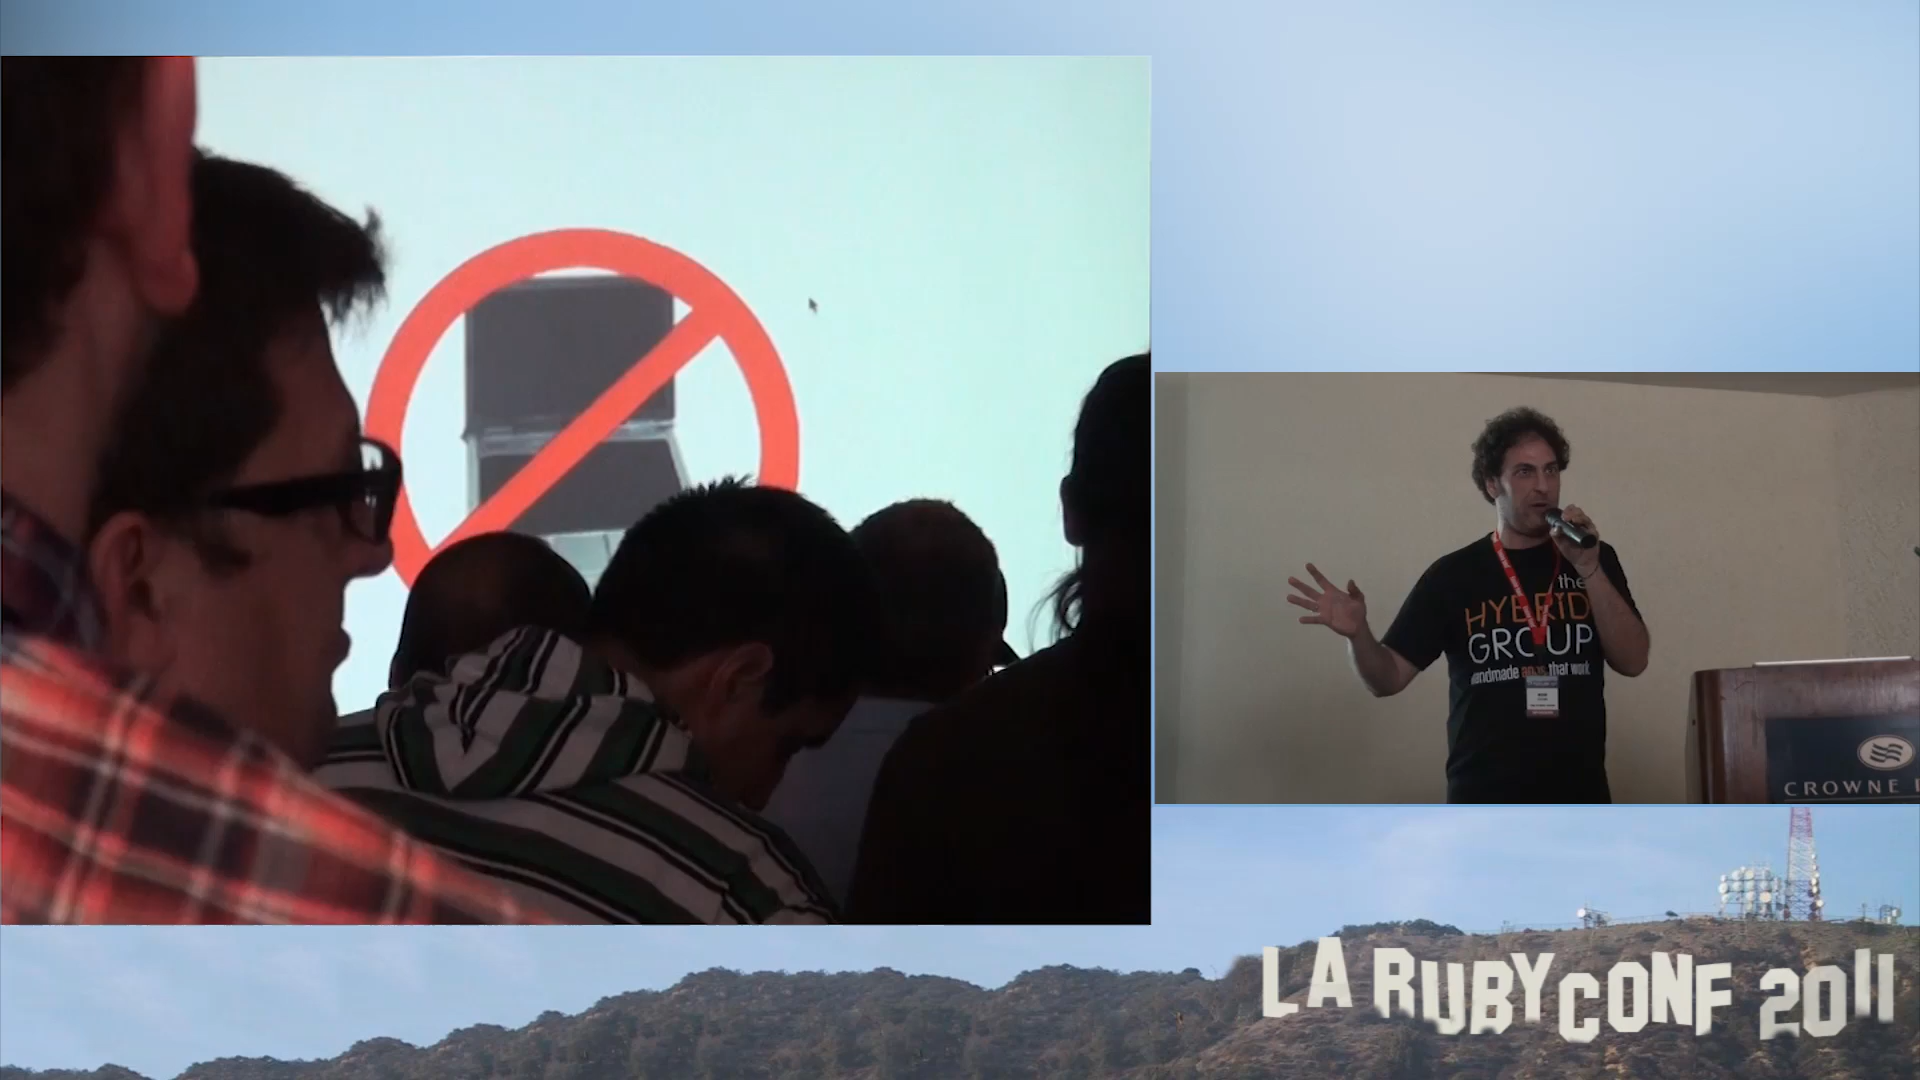 the
HYBRID
GROUP
handmade apps that work
CROWNE
LA RUBYCONF 2011